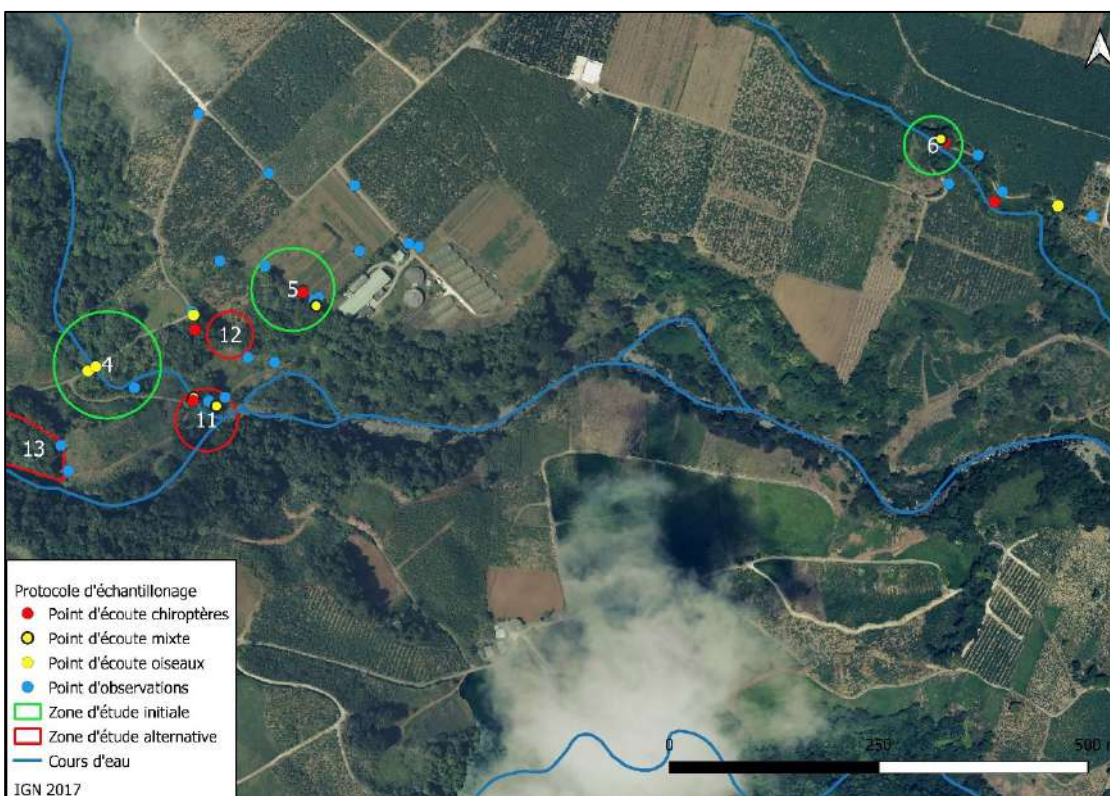 6
5
12
4
11
13
Protocole d'échantillonage
Point d'écoute chiroptères
Point d'écoute mixte
Point d'écoute oiseaux
Point d'observations
Zone d'étude initiale
Zone d'étude alternative
Cours d'eau
IGN 2017
0 250 500 m